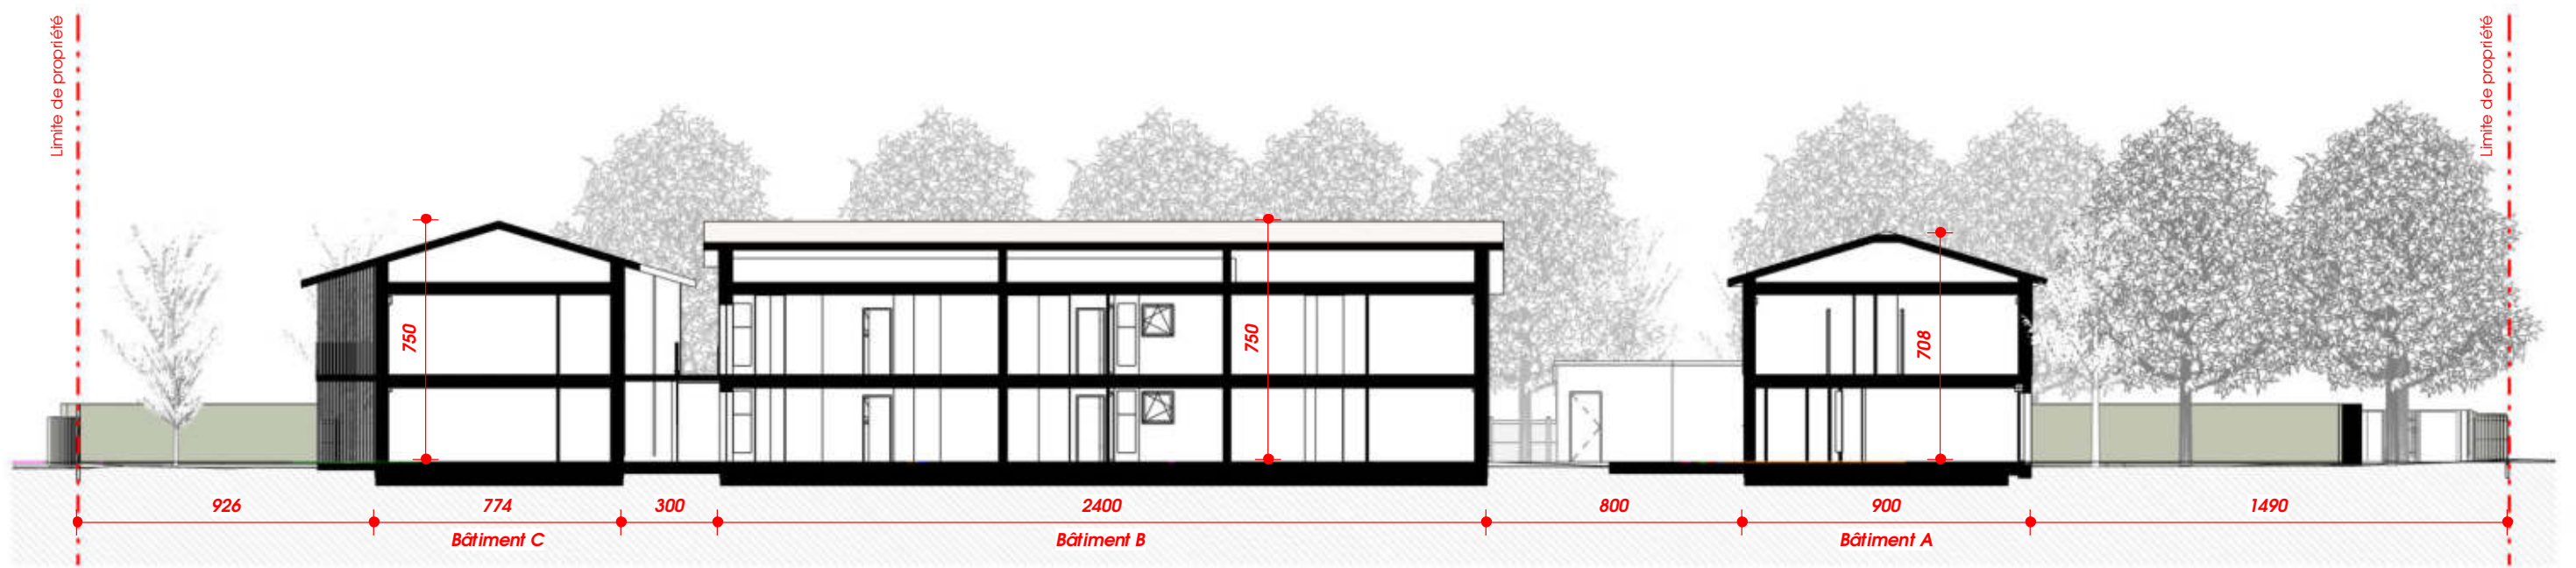 Limite de propriété
Limite de propriété
750
750
708
926
774
300
2400
800
900
1490
Bâtiment C
Bâtiment B
Bâtiment A